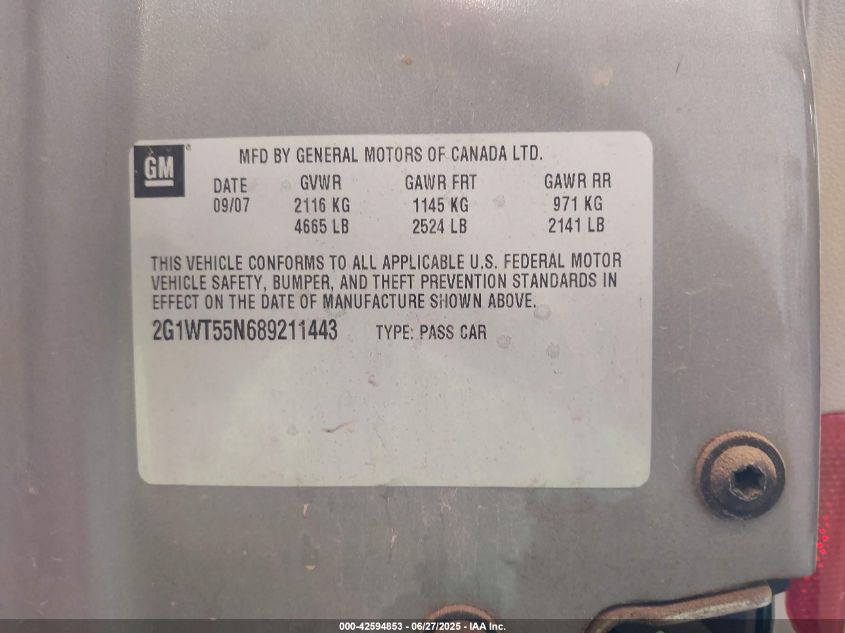 GM®
MFD BY GENERAL MOTORS OF CANADA LTD.
DATE GVWR GAWR FRT GAWR RR
09/07 2116 KG 1145 KG 971 KG
4665 LB 2524 LB 2141 LB
THIS VEHICLE CONFORMS TO ALL APPLICABLE U.S. FEDERAL MOTOR
VEHICLE SAFETY, BUMPER, AND THEFT PREVENTION STANDARDS IN
EFFECT ON THE DATE OF MANUFACTURE SHOWN ABOVE.
2G1WT55N689211443 TYPE: PASS CAR
000-42594853 - 06/27/2025 - IAA Inc.